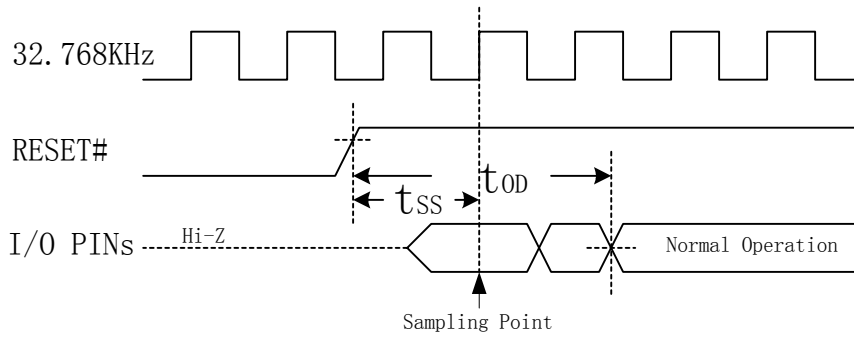 32.768KHz
RESET#
tOD
tSS
I/O PINs
Hi-Z
Normal Operation
Sampling Point